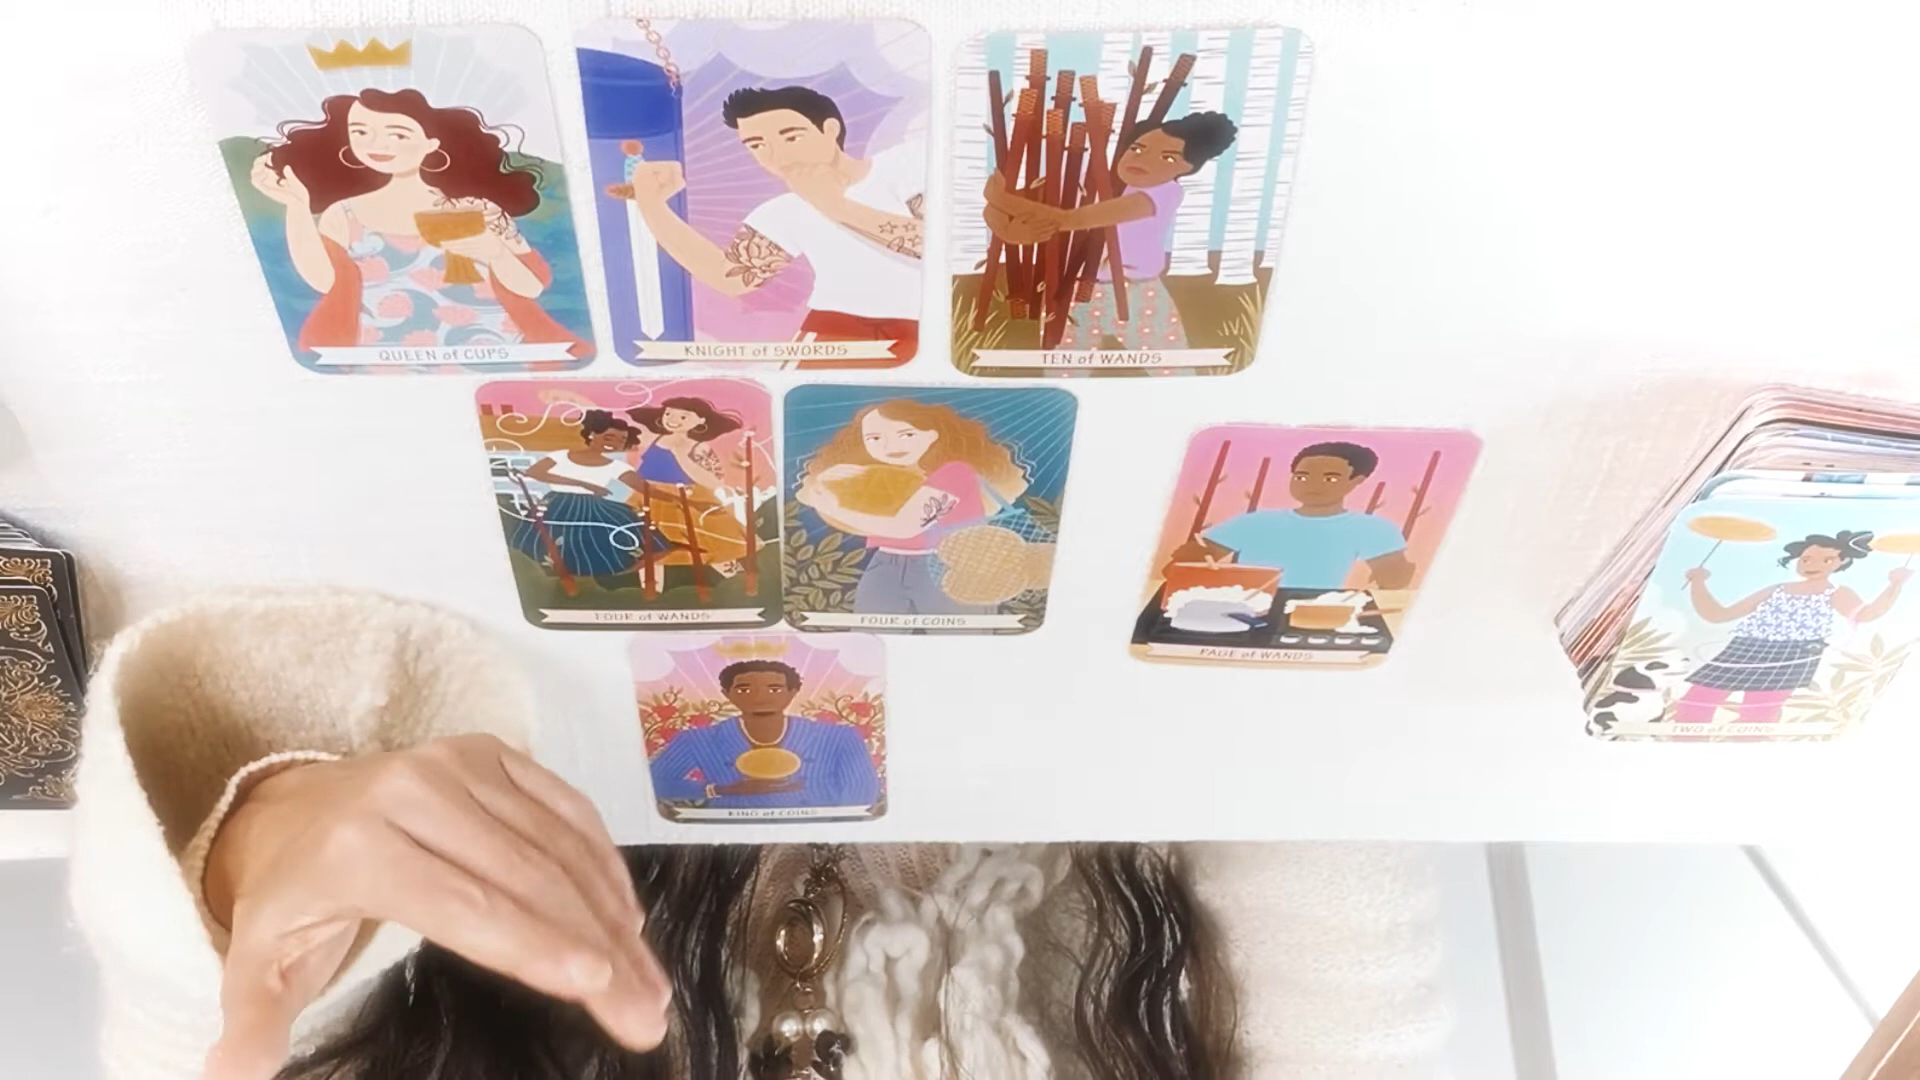 QUEEN of CUPS
KNIGHT of SWORDS
TEN of WANDS
FOUR of WANDS
FOUR of COINS
PAGE of WANDS
KING of COINS
TWO of COINS